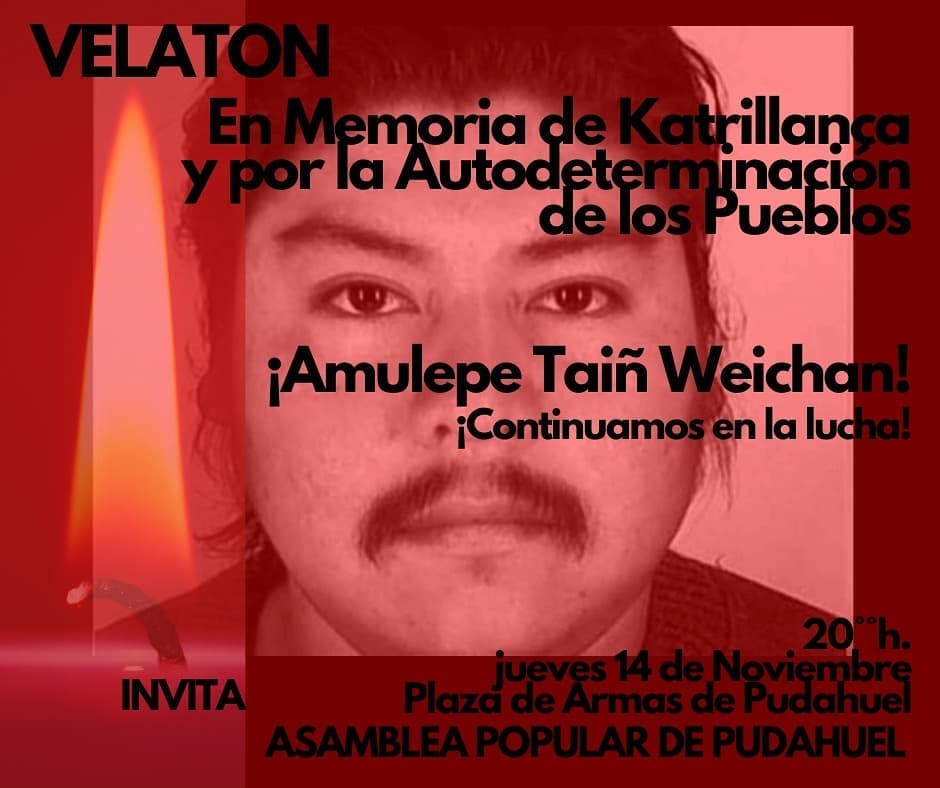 VELATON
En Memoria de Katrillanca
y por la Autodeterminación
de los Pueblos
¡Amulepe Taiñ Weichan!
¡Continuamos en la lucha!
20¨¨h.
jueves 14 de Noviembre
Plaza de Armas de Pudahuel
INVITA
ASAMBLEA POPULAR DE PUDAHUEL